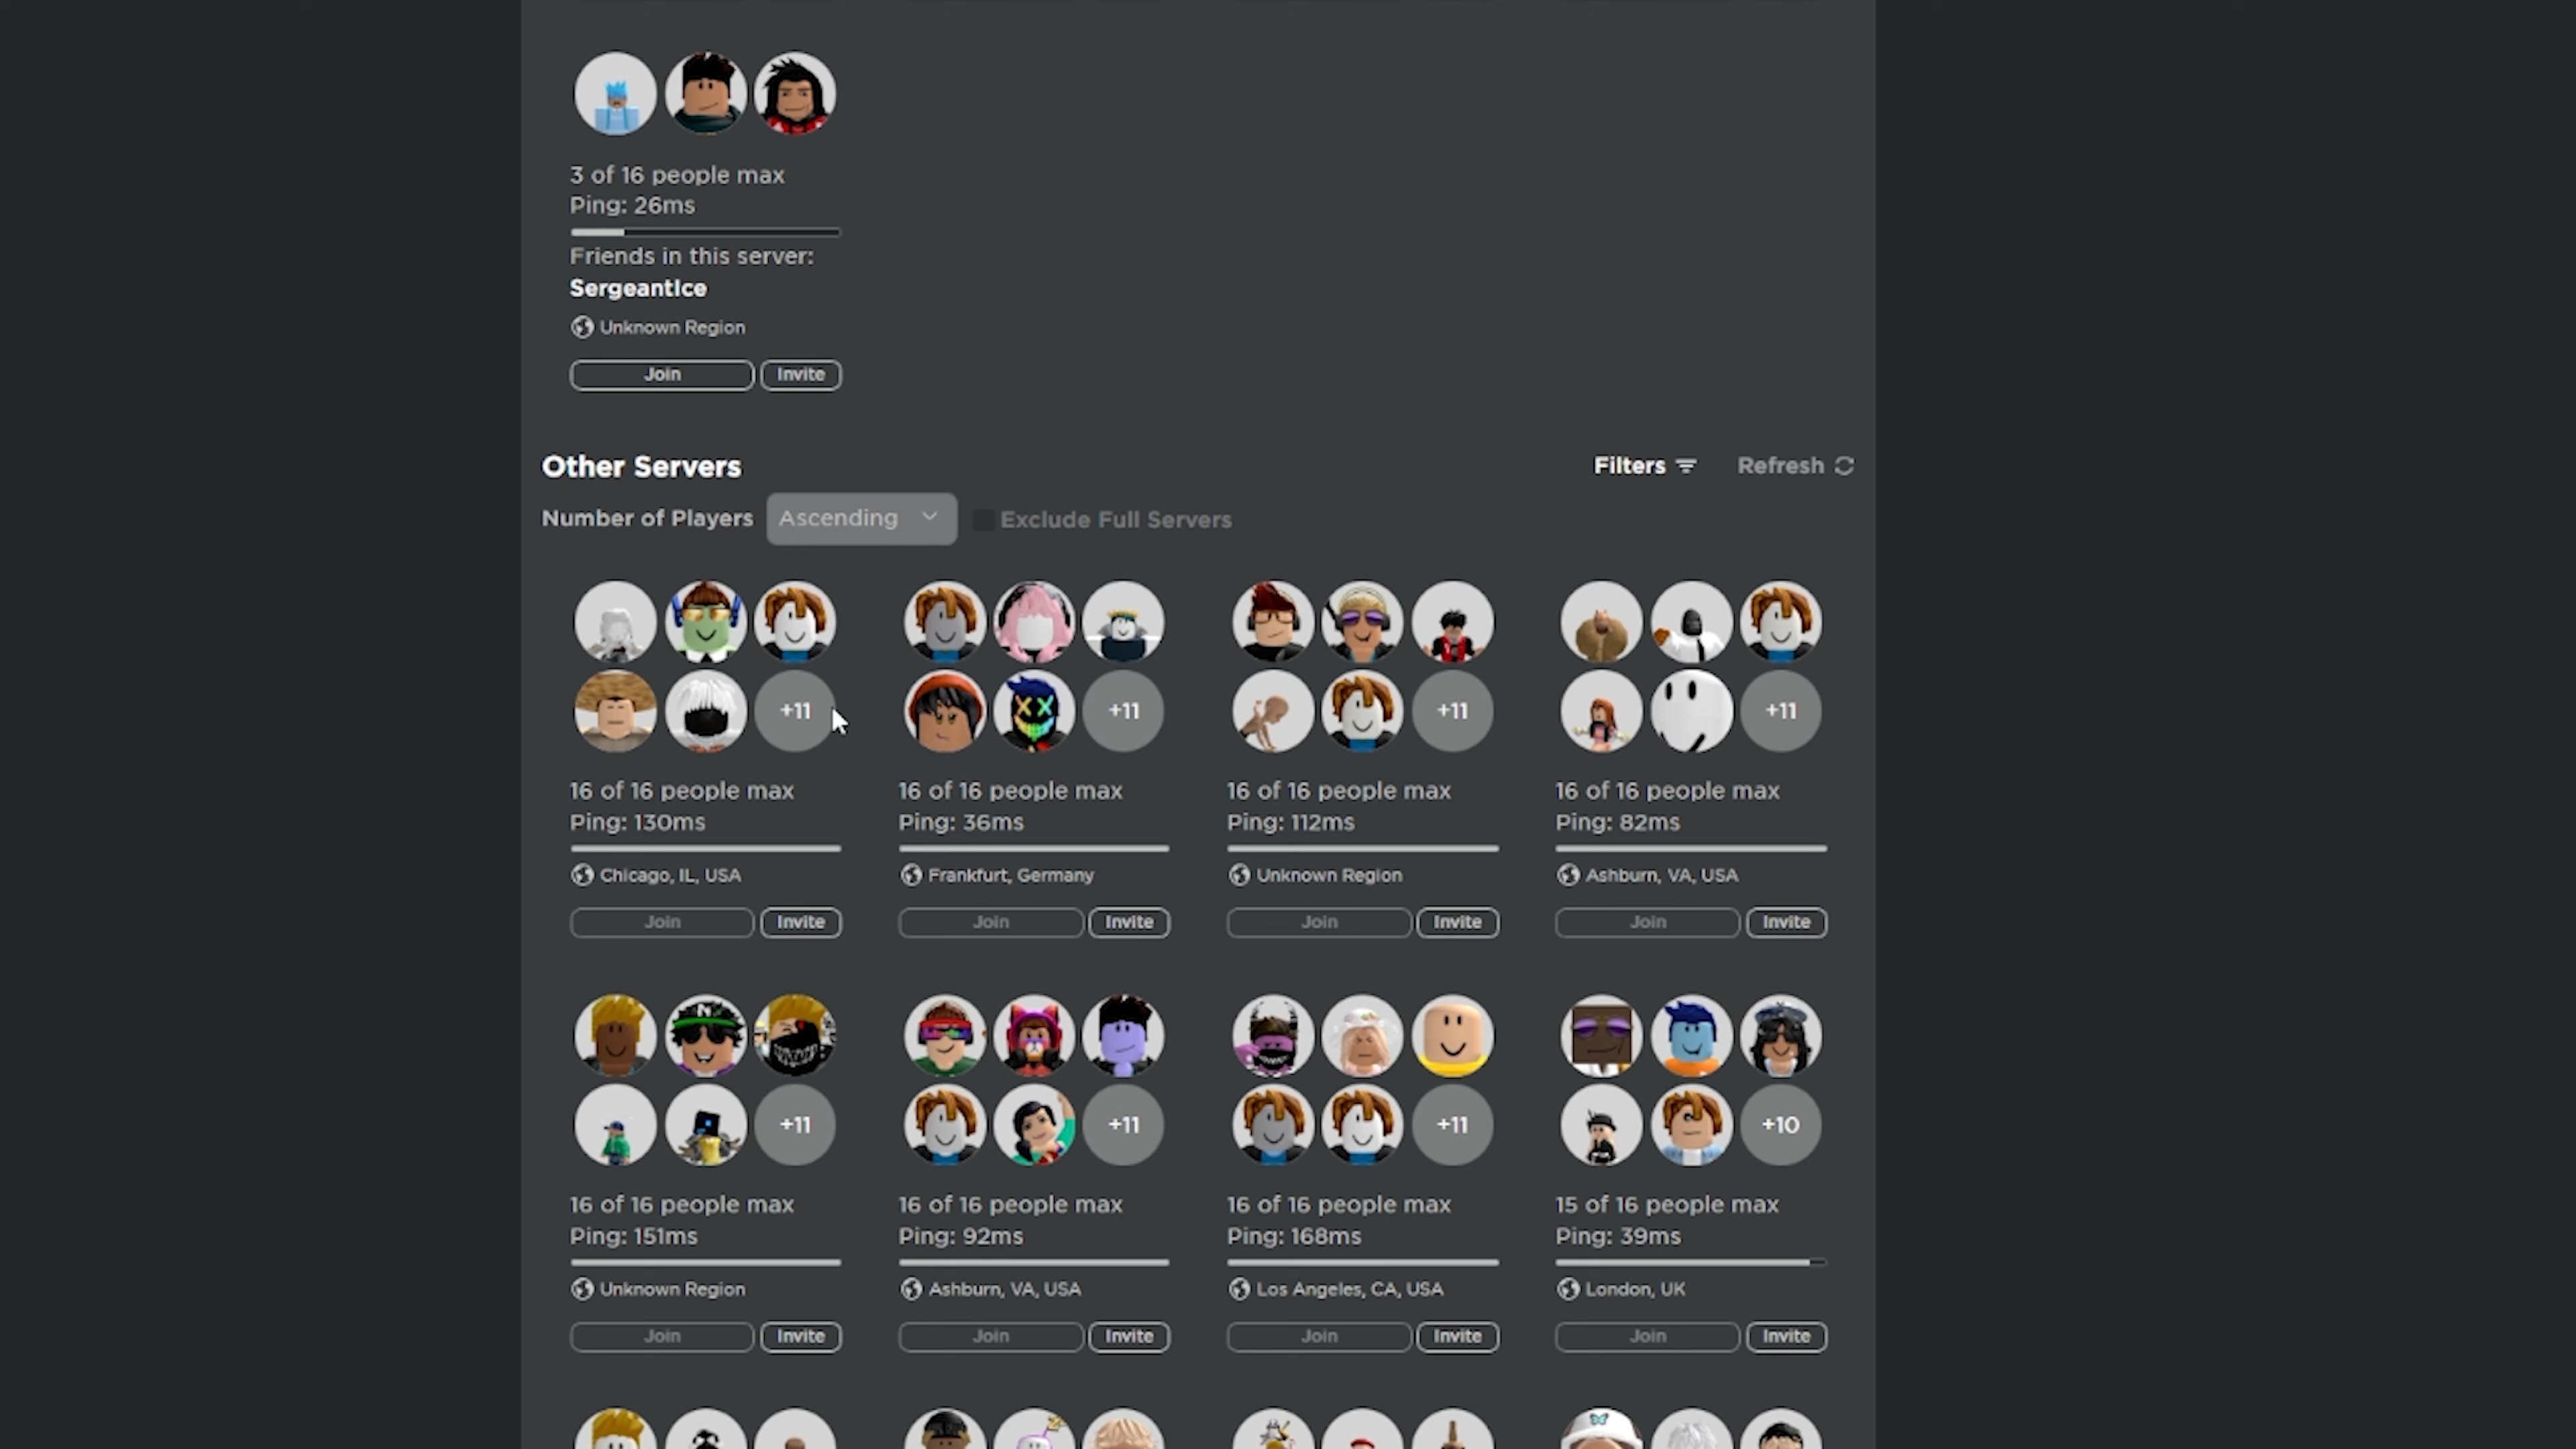 3 of 16 people max
Ping: 26ms
Friends in this server:
SergeantIce
Unknown Region
Join Invite
Other Servers Filters Refresh
Number of Players Ascending Exclude Full Servers
+11 +11 +11 +11
16 of 16 people max 16 of 16 people max 16 of 16 people max 16 of 16 people max
Ping: 130ms Ping: 36ms Ping: 112ms Ping: 82ms
Chicago, IL, USA Frankfurt, Germany Unknown Region Ashburn, VA, USA
Join Invite Join Invite Join Invite Join Invite
+11 +11 +11 +10
16 of 16 people max 16 of 16 people max 16 of 16 people max 15 of 16 people max
Ping: 151ms Ping: 92ms Ping: 168ms Ping: 39ms
Unknown Region Ashburn, VA, USA Los Angeles, CA, USA London, UK
Join Invite Join Invite Join Invite Join Invite